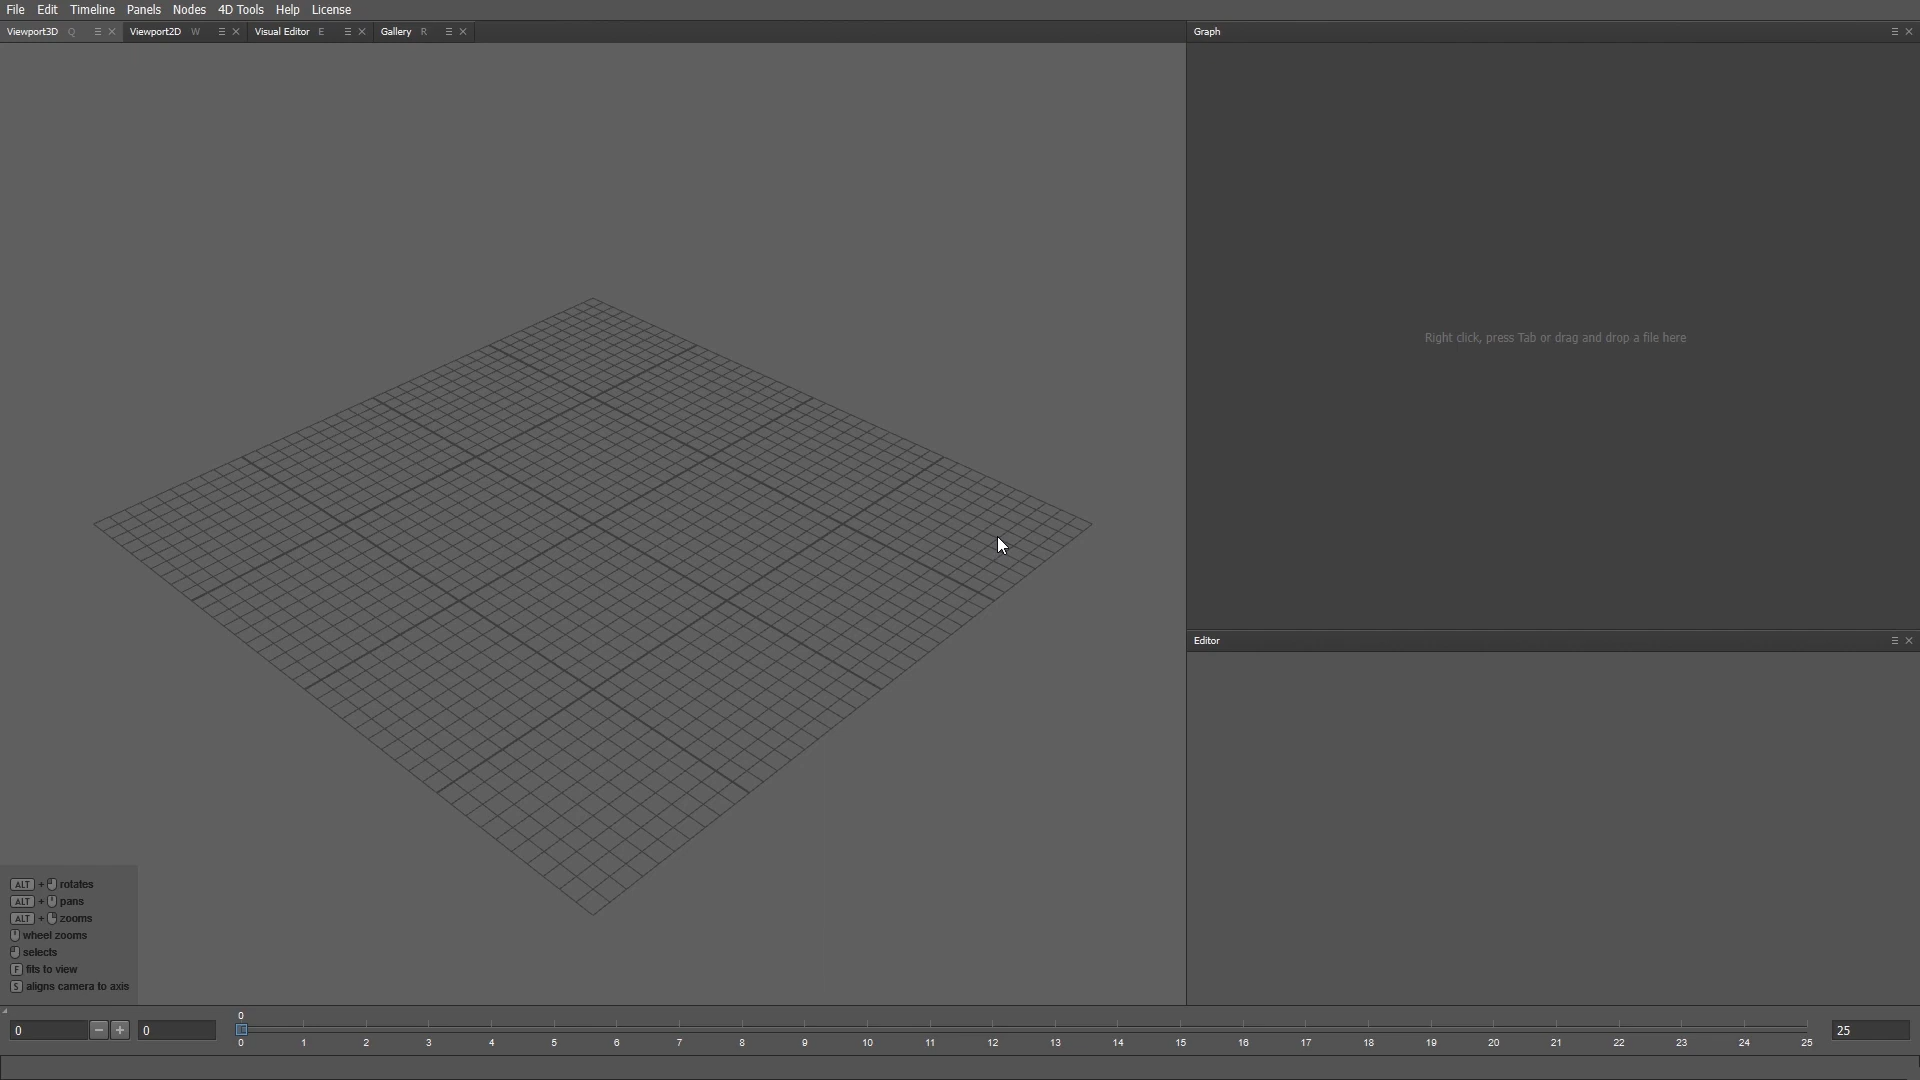 File Edit Timeline Panels Nodes 4D Tools Help License
Viewport3D Q Viewport2D W Visual Editor E Gallery R Graph
Right click, press Tab or drag and drop a file here
Editor
ALT + rotates
ALT + pans
ALT + zooms
wheel zooms
selects
F fits to view
S aligns camera to axis
0
0 0 25
0 1 2 3 4 5 6 7 8 9 10 11 12 13 14 15 16 17 18 19 20 21 22 23 24 25